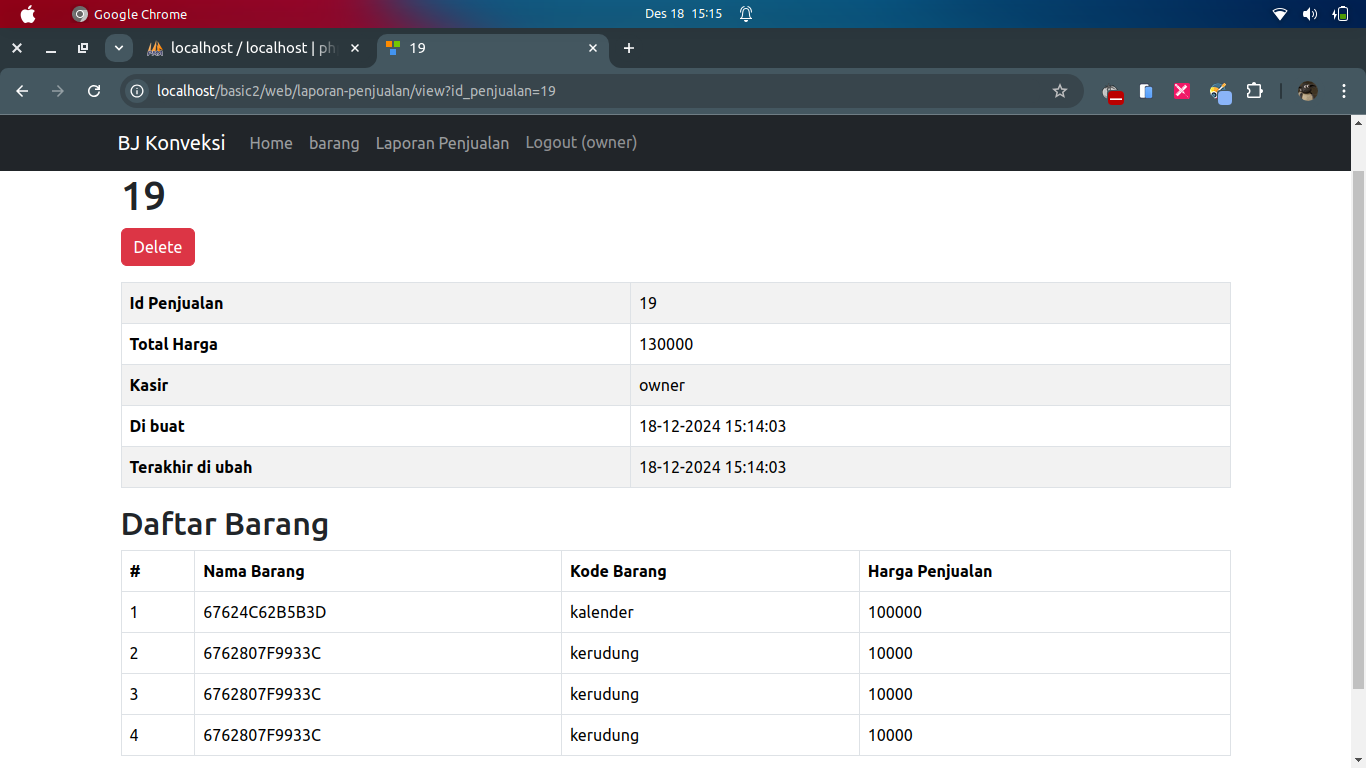 Google Chrome
Des 18 15:15
localhost / localhost | ph
19
localhost/basic2/web/laporan-penjualan/view?id_penjualan=19
BJ Konveksi Home barang Laporan Penjualan Logout (owner)
19
Delete
Id Penjualan 19
Total Harga 130000
Kasir owner
Di buat 18-12-2024 15:14:03
Terakhir di ubah 18-12-2024 15:14:03
Daftar Barang
# Nama Barang Kode Barang Harga Penjualan
1 67624C62B5B3D kalender 100000
2 6762807F9933C kerudung 10000
3 6762807F9933C kerudung 10000
4 6762807F9933C kerudung 10000